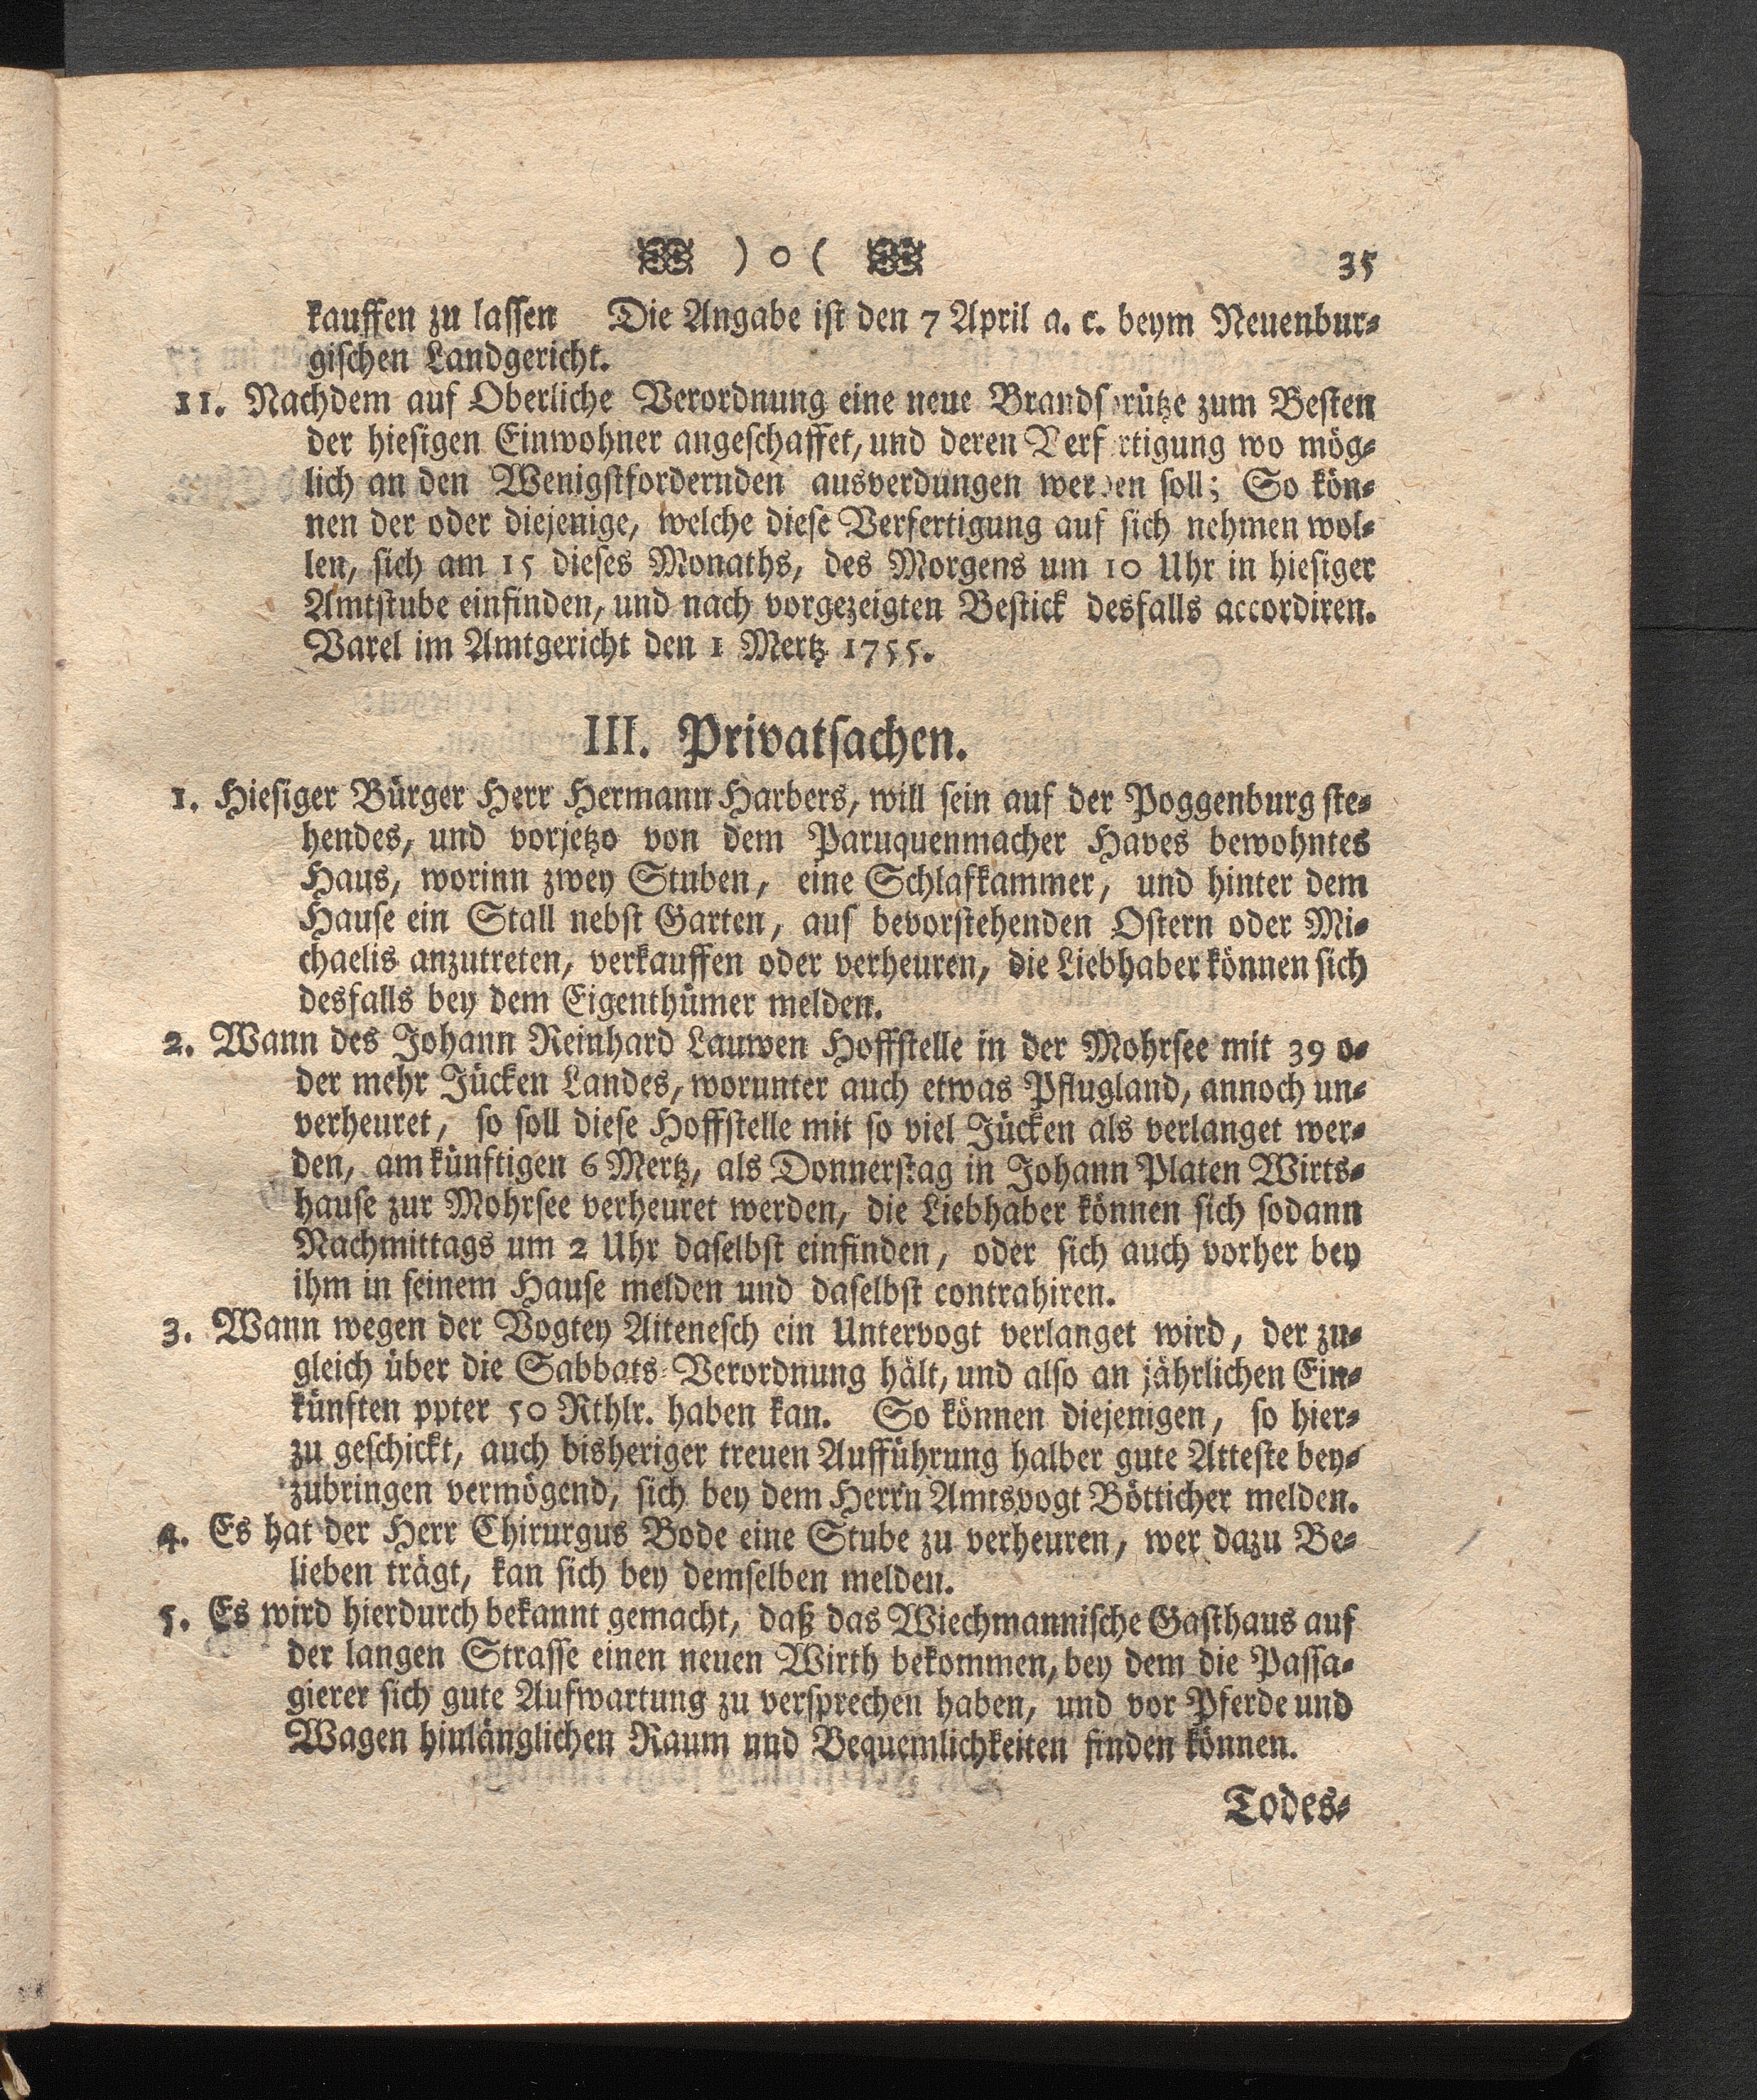 ) o ( 35
kauffen zu lassen Die Angabe ist den 7 April a. c. beym Neuenbur-
gischen Landgericht.
11. Nachdem auf Oberliche Verordnung eine neue Brandsprütze zum Besten
der hiesigen Einwohner angeschaffet, und deren Verfertigung wo mög-
lich an den Wenigstfordernden ausverdungen werden soll; So kön-
nen der oder diejenige, welche diese Verfertigung auf sich nehmen wol-
len, sich am 15 dieses Monaths, des Morgens um 10 Uhr in hiesiger
Amtstube einfinden, und nach vorgezeigten Bestick desfalls accordiren.
Varel im Amtgericht den 1 Mertz 1755.
III. Privatsachen.
1. Hiesiger Bürger Herr Hermann Harbers, will sein auf der Poggenburg ste-
hendes, und vorjetzo von dem Paruquenmacher Haves bewohntes
Haus, worinn zwey Stuben, eine Schlafkammer, und hinter dem
Hause ein Stall nebst Garten, auf bevorstehenden Ostern oder Mi-
chaelis anzutreten, verkauffen oder verheuren, die Liebhaber können sich
desfalls bey dem Eigenthümer melden.
2. Wann des Johann Reinhard Lauwen Hoffstelle in der Mohrsee mit 39 o-
der mehr Jücken Landes, worunter auch etwas Pflugland, annoch un-
verheuret, so soll diese Hoffstelle mit so viel Jücken als verlanget wer-
den, am künftigen 6 Mertz, als Donnerstag in Johann Platen Wirts-
hause zur Mohrsee verheuret werden, die Liebhaber können sich sodann
Nachmittags um 2 Uhr daselbst einfinden, oder sich auch vorher bey
ihm in seinem Hause melden und daselbst contrahiren.
3. Wann wegen der Vogtey Altenesch ein Untervogt verlanget wird, der zu-
gleich über die Sabbats-Verordnung hält, und also an jährlichen Ein-
künften ppter 50 Rthlr. haben kan. So können diejenigen, so hier-
zu geschickt, auch bisheriger treuen Aufführung halber gute Atteste bey-
zubringen vermögend, sich bey dem Herrn Amtsvogt Bötticher melden.
4. Es hat der Herr Chirurgus Bode eine Stube zu verheuren, wer dazu Be-
lieben trägt, kan sich bey demselben melden.
5. Es wird hierdurch bekannt gemacht, daß das Wiechmannische Gasthaus auf
der langen Strasse einen neuen Wirth bekommen, bey dem die Passa-
gierer sich gute Aufwartung zu versprechen haben, und vor Pferde und
Wagen hinlänglichen Raum und Bequemlichkeiten finden können.
Todes-